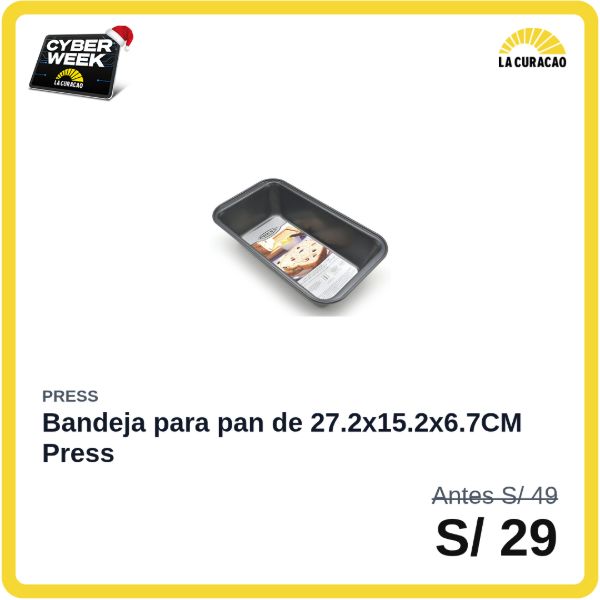 CYBER
WEEK
LA CURACAO
LA CURACAO
PRESS
Bandeja para pan de 27.2x15.2x6.7CM
Press
Antes S/ 49
S/ 29